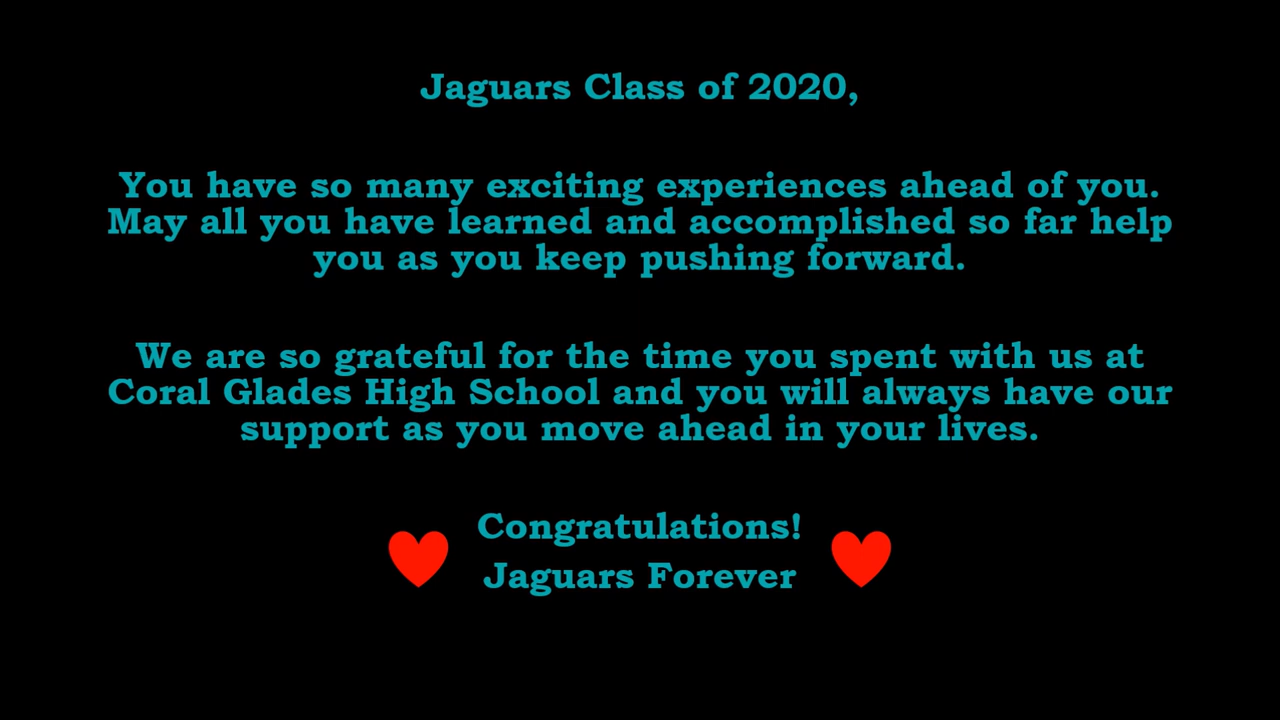 Jaguars Class of 2020,
You have so many exciting experiences ahead of you.
May all you have learned and accomplished so far help
you as you keep pushing forward.
We are so grateful for the time you spent with us at
Coral Glades High School and you will always have our
support as you move ahead in your lives.
Congratulations!
Jaguars Forever